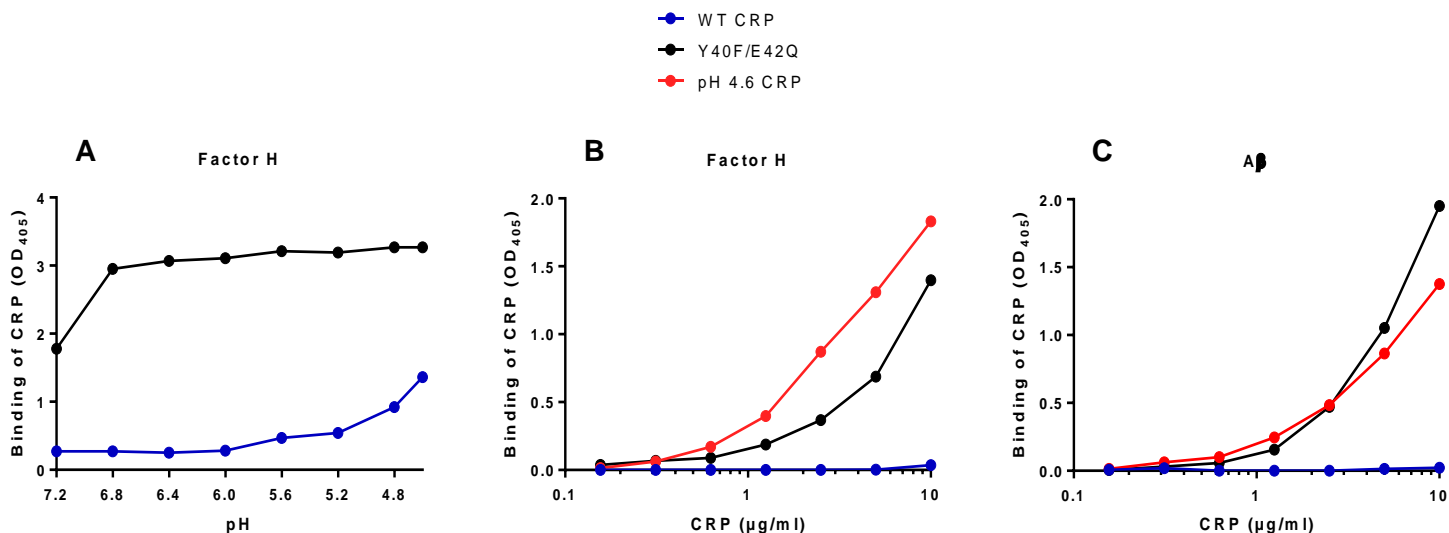 WT CRP
Y40F/E42Q
pH 4.6 CRP
A
Factor H
Binding of CRP (OD405)
4
3
2
1
0
7.2 6.8 6.4 6.0 5.6 5.2 4.8
pH
B
Factor H
Binding of CRP (OD405)
2.0
1.5
1.0
0.5
0.0
0.1 1 10
CRP (µg/ml)
C
Aβ
Binding of CRP (OD405)
2.0
1.5
1.0
0.5
0.0
0.1 1 10
CRP (µg/ml)